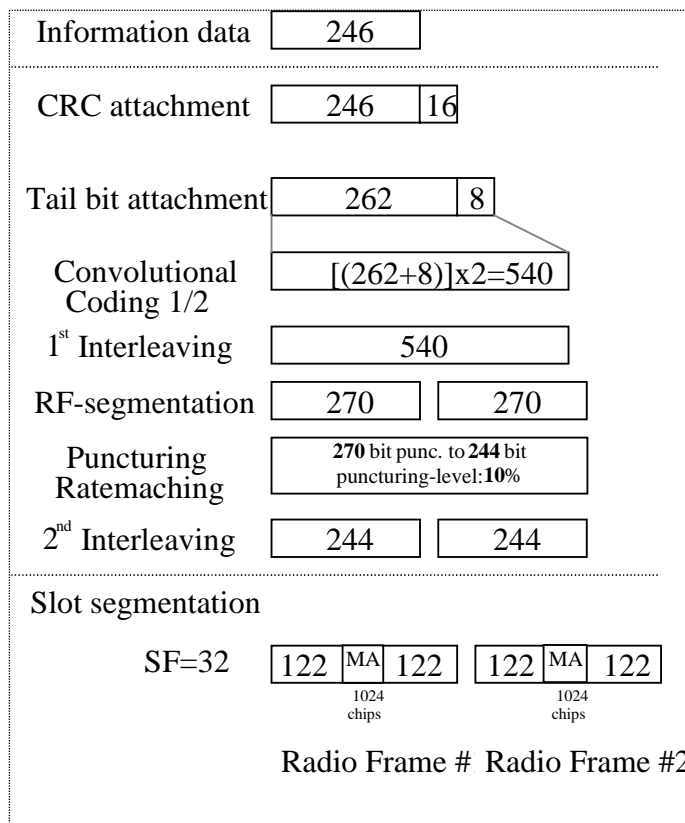 Information data 246
CRC attachment 246 16
Tail bit attachment 262 8
Convolutional
Coding 1/2
[(262+8)]x2=540
1st Interleaving 540
RF-segmentation 270 270
Puncturing
Ratemaching
270 bit punc. to 244 bit
puncturing-level:10%
2nd Interleaving 244 244
Slot segmentation
SF=32 122 MA 122 122 MA 122
1024
chips
1024
chips
Radio Frame # Radio Frame #2